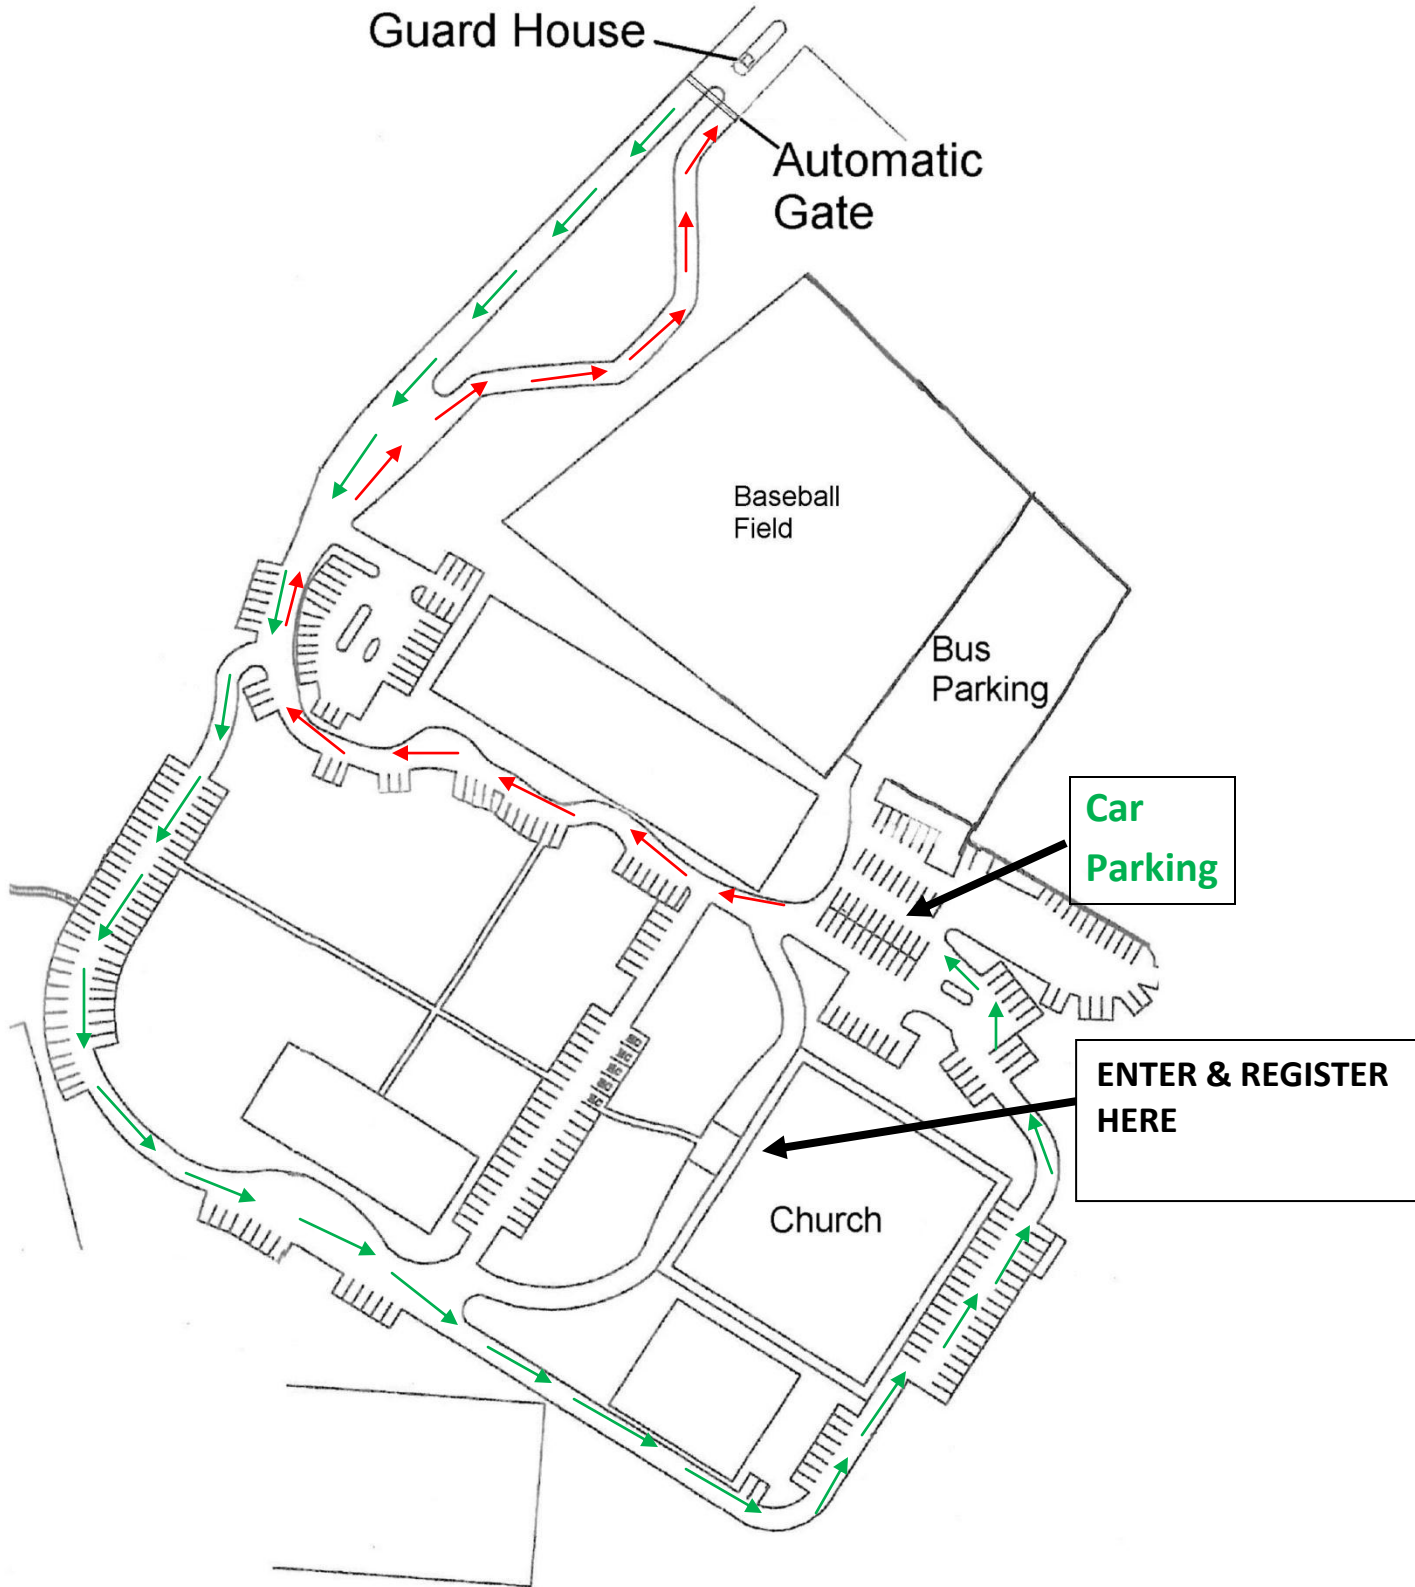 Guard House
Automatic
Gate
Baseball
Field
Bus
Parking
Car
Parking
ENTER & REGISTER
HERE
Church